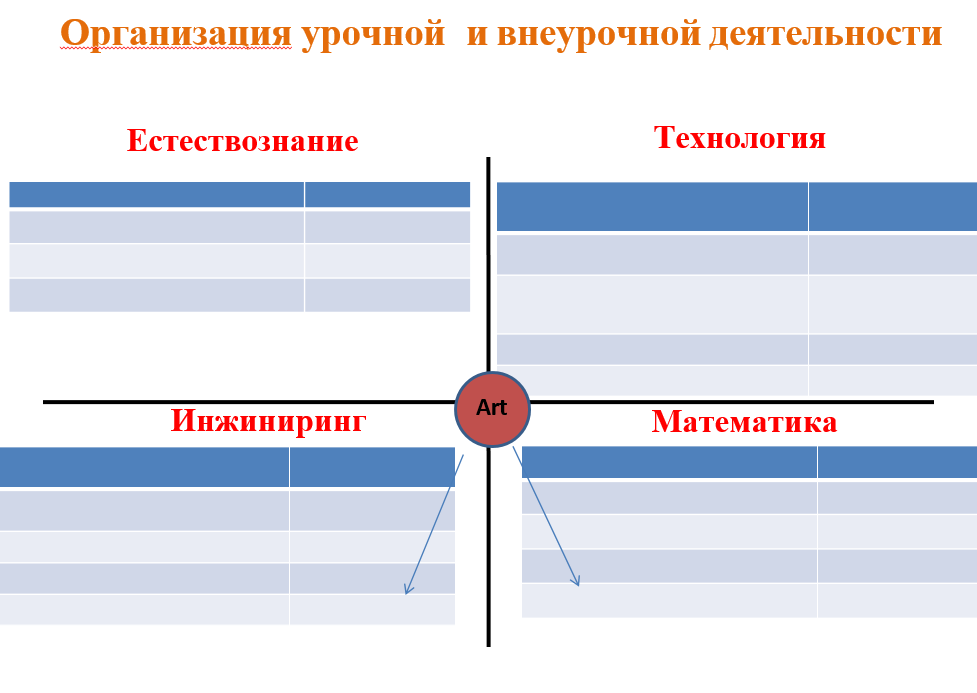 Организация урочной и внеурочной деятельности
Естествознание
Технология
Art
Инжиниринг
Математика